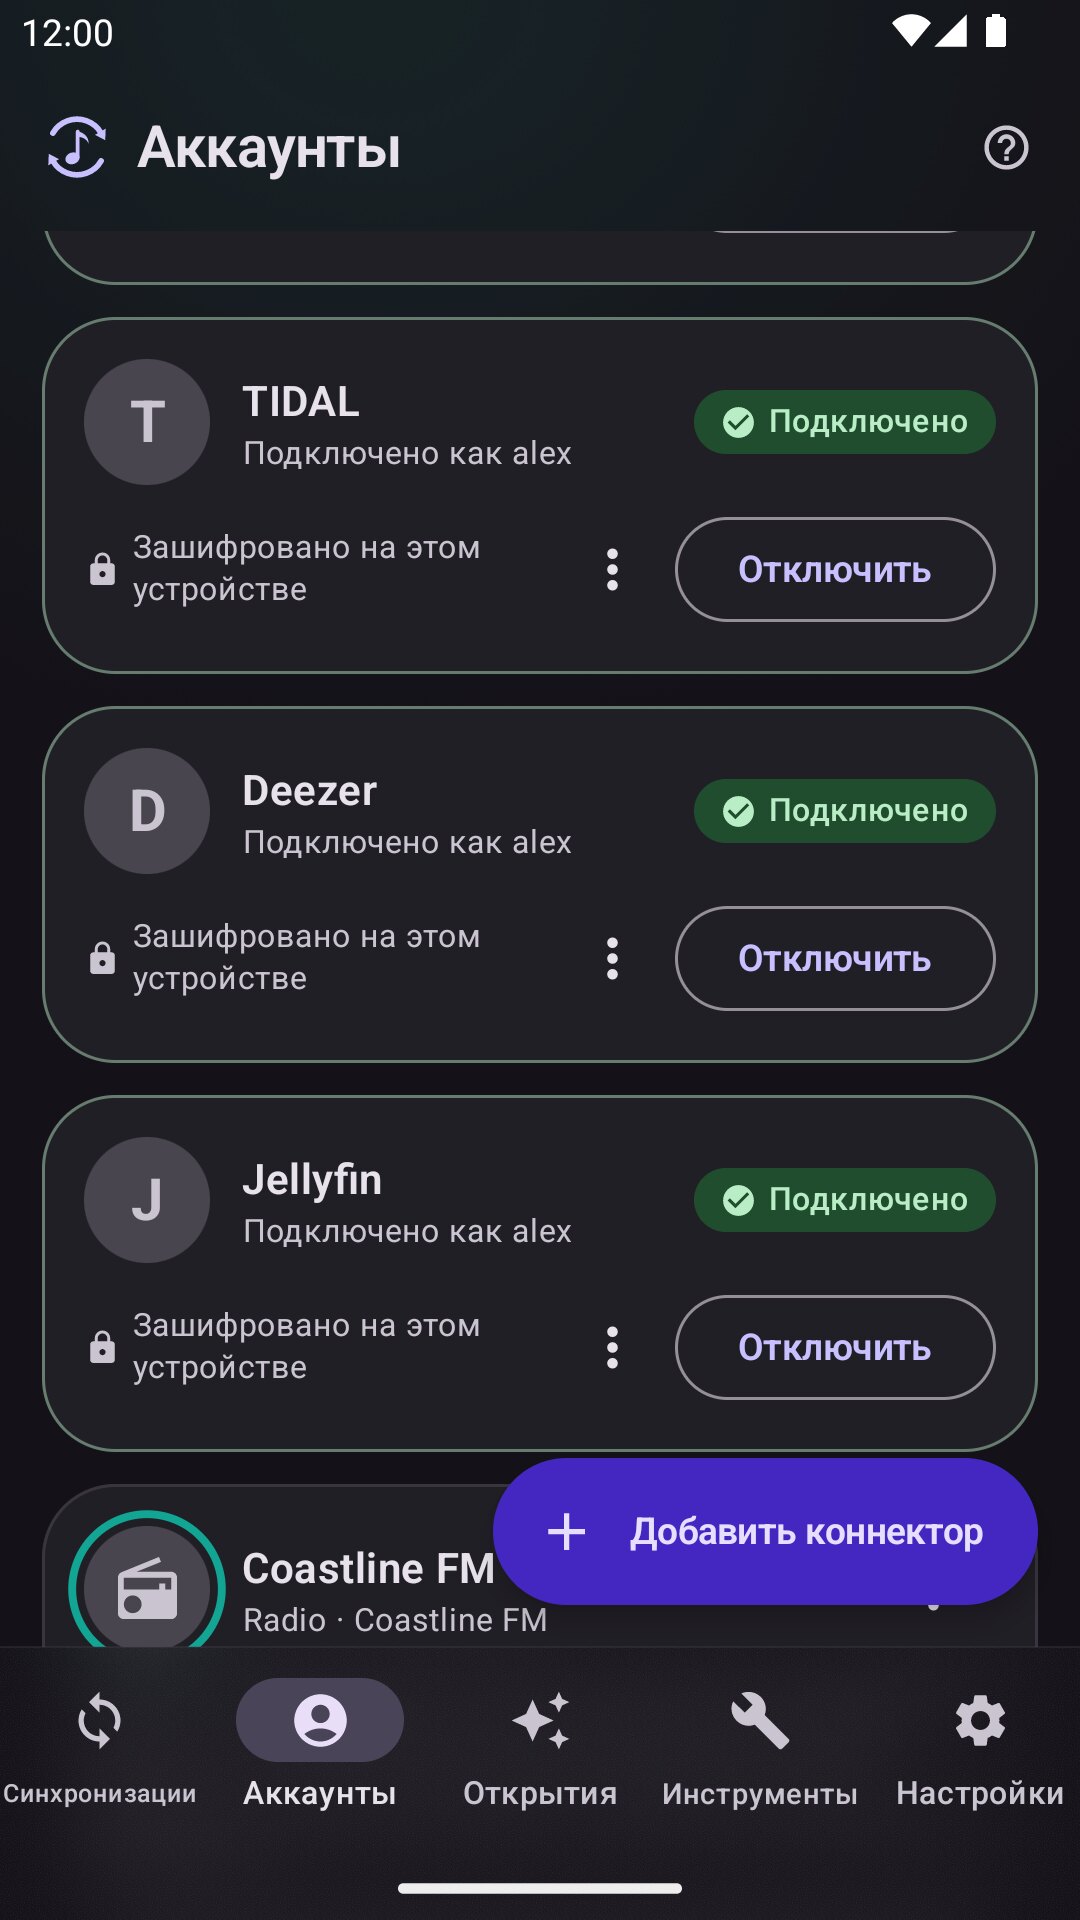 12:00
Аккаунты
T
TIDAL
Подключено как alex
Подключено
Зашифровано на этом
устройстве
Отключить
D
Deezer
Подключено как alex
Подключено
Зашифровано на этом
устройстве
Отключить
J
Jellyfin
Подключено как alex
Подключено
Зашифровано на этом
устройстве
Отключить
Coastline FM
Radio · Coastline FM
Добавить коннектор
Синхронизации
Аккаунты
Открытия
Инструменты
Настройки